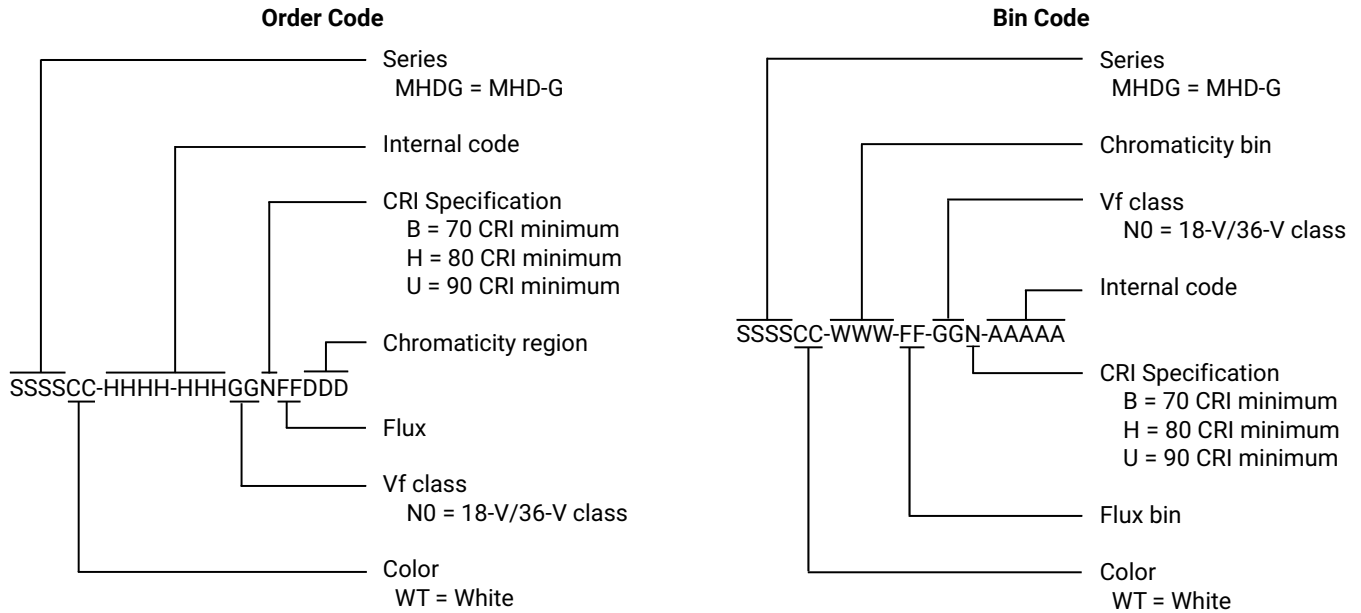 Order Code
Series
MHDG = MHD-G
Internal code
CRI Specification
B = 70 CRI minimum
H = 80 CRI minimum
U = 90 CRI minimum
Chromaticity region
SSSSCC-HHHH-HHHGGNFFDDD
Flux
Vf class
N0 = 18-V/36-V class
Color
WT = White
Bin Code
Series
MHDG = MHD-G
Chromaticity bin
Vf class
N0 = 18-V/36-V class
Internal code
SSSSCC-WWW-FF-GGN-AAAAA
CRI Specification
B = 70 CRI minimum
H = 80 CRI minimum
U = 90 CRI minimum
Flux bin
Color
WT = White